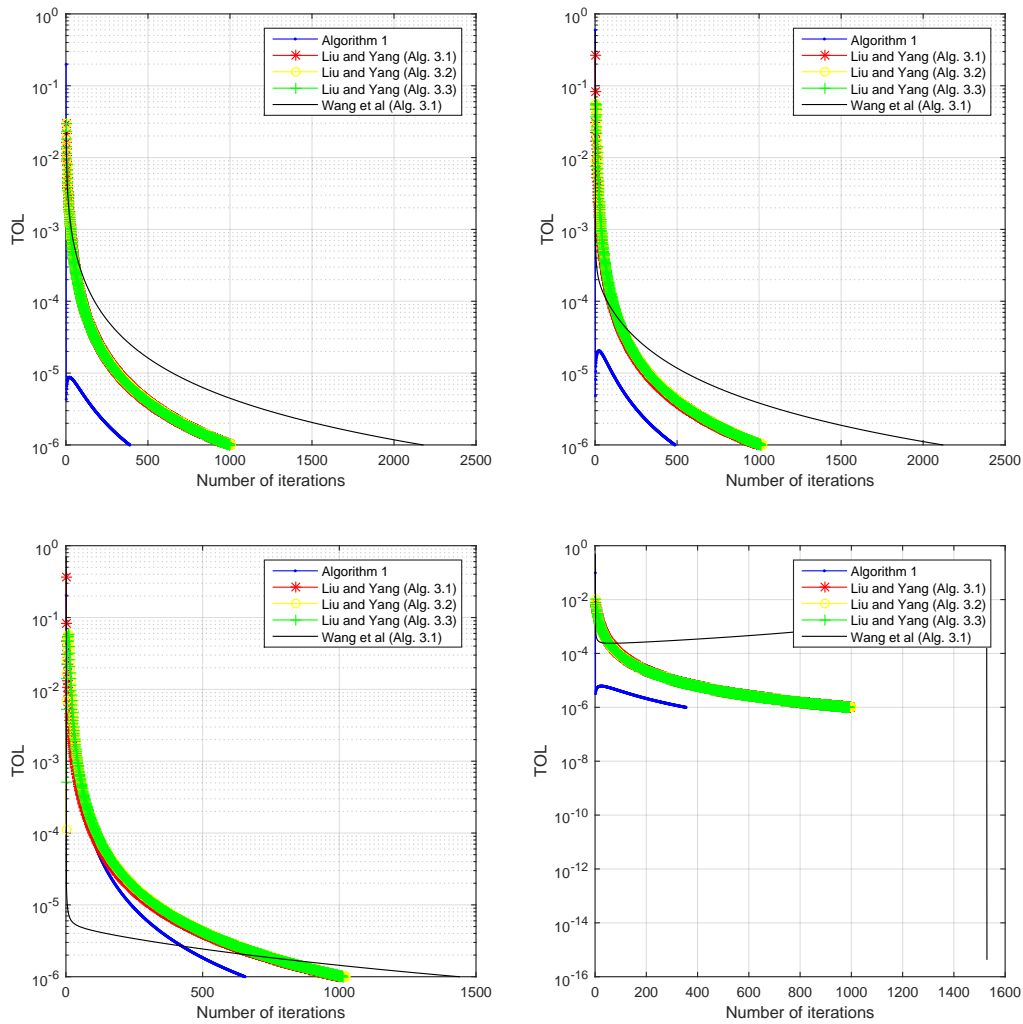 10^0
10^-1
10^-2
10^-3
10^-4
10^-5
10^-6
TOL
0 500 1000 1500 2000 2500
Number of iterations
Algorithm 1
Liu and Yang (Alg. 3.1)
Liu and Yang (Alg. 3.2)
Liu and Yang (Alg. 3.3)
Wang et al (Alg. 3.1)
10^0
10^-1
10^-2
10^-3
10^-4
10^-5
10^-6
TOL
0 500 1000 1500 2000 2500
Number of iterations
Algorithm 1
Liu and Yang (Alg. 3.1)
Liu and Yang (Alg. 3.2)
Liu and Yang (Alg. 3.3)
Wang et al (Alg. 3.1)
10^0
10^-1
10^-2
10^-3
10^-4
10^-5
10^-6
TOL
0 500 1000 1500
Number of iterations
Algorithm 1
Liu and Yang (Alg. 3.1)
Liu and Yang (Alg. 3.2)
Liu and Yang (Alg. 3.3)
Wang et al (Alg. 3.1)
10^0
10^-2
10^-4
10^-6
10^-8
10^-10
10^-12
10^-14
10^-16
TOL
0 200 400 600 800 1000 1200 1400 1600
Number of iterations
Algorithm 1
Liu and Yang (Alg. 3.1)
Liu and Yang (Alg. 3.2)
Liu and Yang (Alg. 3.3)
Wang et al (Alg. 3.1)